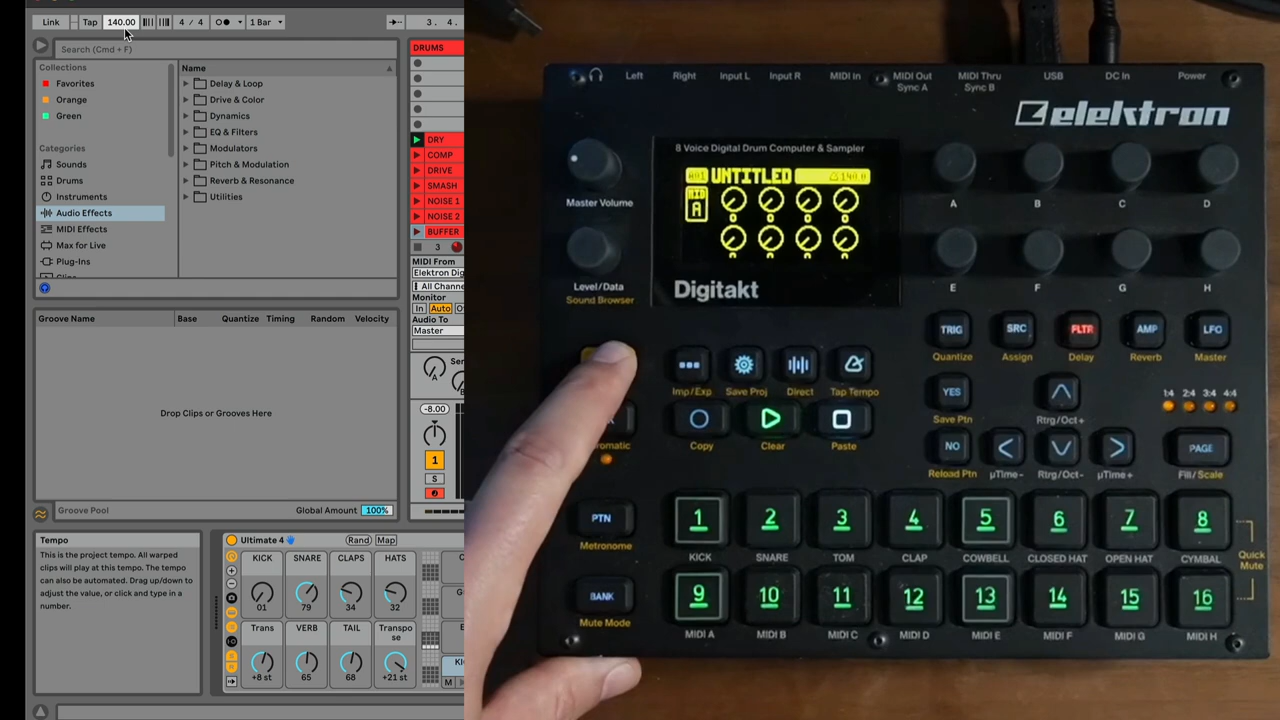 Link
Tap
140.00
4 / 4
1 Bar
3. 4.
Search (Cmd + F)
Collections
Favorites
Orange
Green
Categories
Sounds
Drums
Instruments
Audio Effects
MIDI Effects
Max for Live
Plug-Ins
Name
Delay & Loop
Drive & Color
Dynamics
EQ & Filters
Modulators
Pitch & Modulation
Reverb & Resonance
Utilities
DRUMS
DRY
COMP
DRIVE
SMASH
NOISE 1
NOISE 2
BUFFER
3
MIDI From
Elektron Dig
All Channe
Monitor
In Auto
Audio To
Master
-8.00
1
S
Groove Name Base Quantize Timing Random Velocity
Drop Clips or Grooves Here
Groove Pool
Global Amount 100%
Tempo
This is the project tempo. All warped
clips will play at this tempo. The tempo
can also be automated. Drag up/down to
adjust the value, or click and type in a
number.
Ultimate 4
Rand Map
KICK SNARE CLAPS HATS
01 79 34 32
Trans VERB TAIL Transpo
se
+8 st 65 68 +21 st
Left Right Input L Input R MIDI In MIDI Out MIDI Thru USB DC In Power
Sync A Sync B
elektron
8 Voice Digital Drum Computer & Sampler
A01 UNTITLED 140.0
MID
A
0 0 0 0
0 0 0 0
Digitakt
Master Volume
Level/Data
Sound Browser
A B C D
E F G H
TRIG SRC FLTR AMP LFO
Quantize Assign Delay Reverb Master
Imp/Exp Save Proj Direct Tap Tempo
Copy Clear Paste
YES
Save Ptn
Rtrg/Oct+
1:4 2:4 3:4 4:4
NO
Reload Ptn
µTime- Rtrg/Oct- µTime+
PAGE
Fill/Scale
PTN
Metronome
BANK
Mute Mode
1 2 3 4 5 6 7 8
KICK SNARE TOM CLAP COWBELL CLOSED HAT OPEN HAT CYMBAL
Quick
Mute
9 10 11 12 13 14 15 16
MIDI A MIDI B MIDI C MIDI D MIDI E MIDI F MIDI G MIDI H